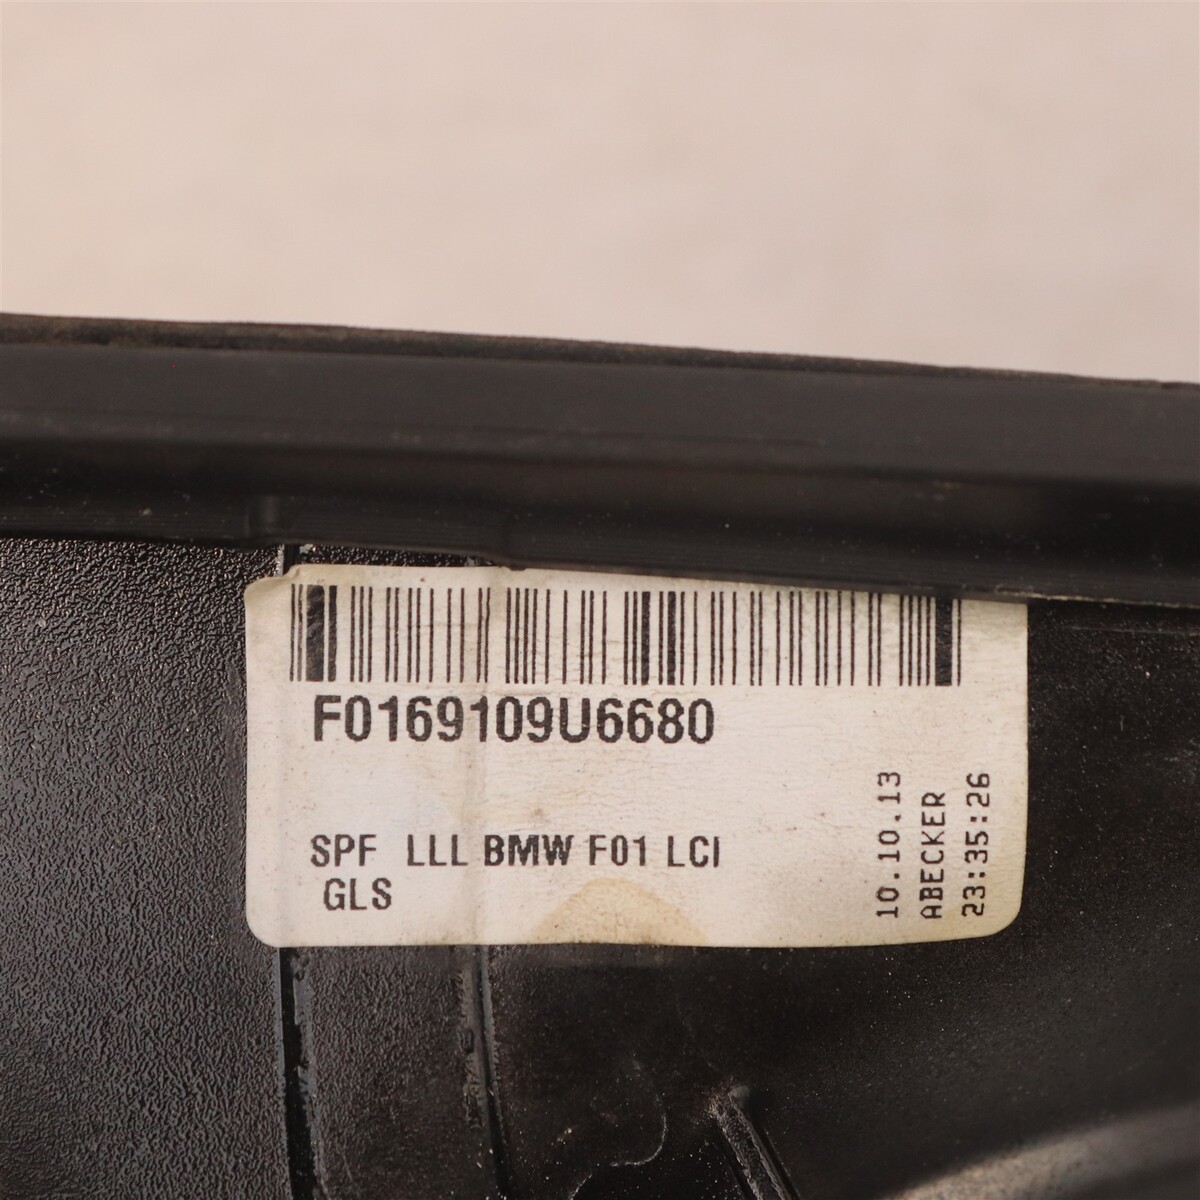 F0169109U6680
SPF LLL BMW F01 LCI
GLS
10.10.13
ABECKER
23:35:26